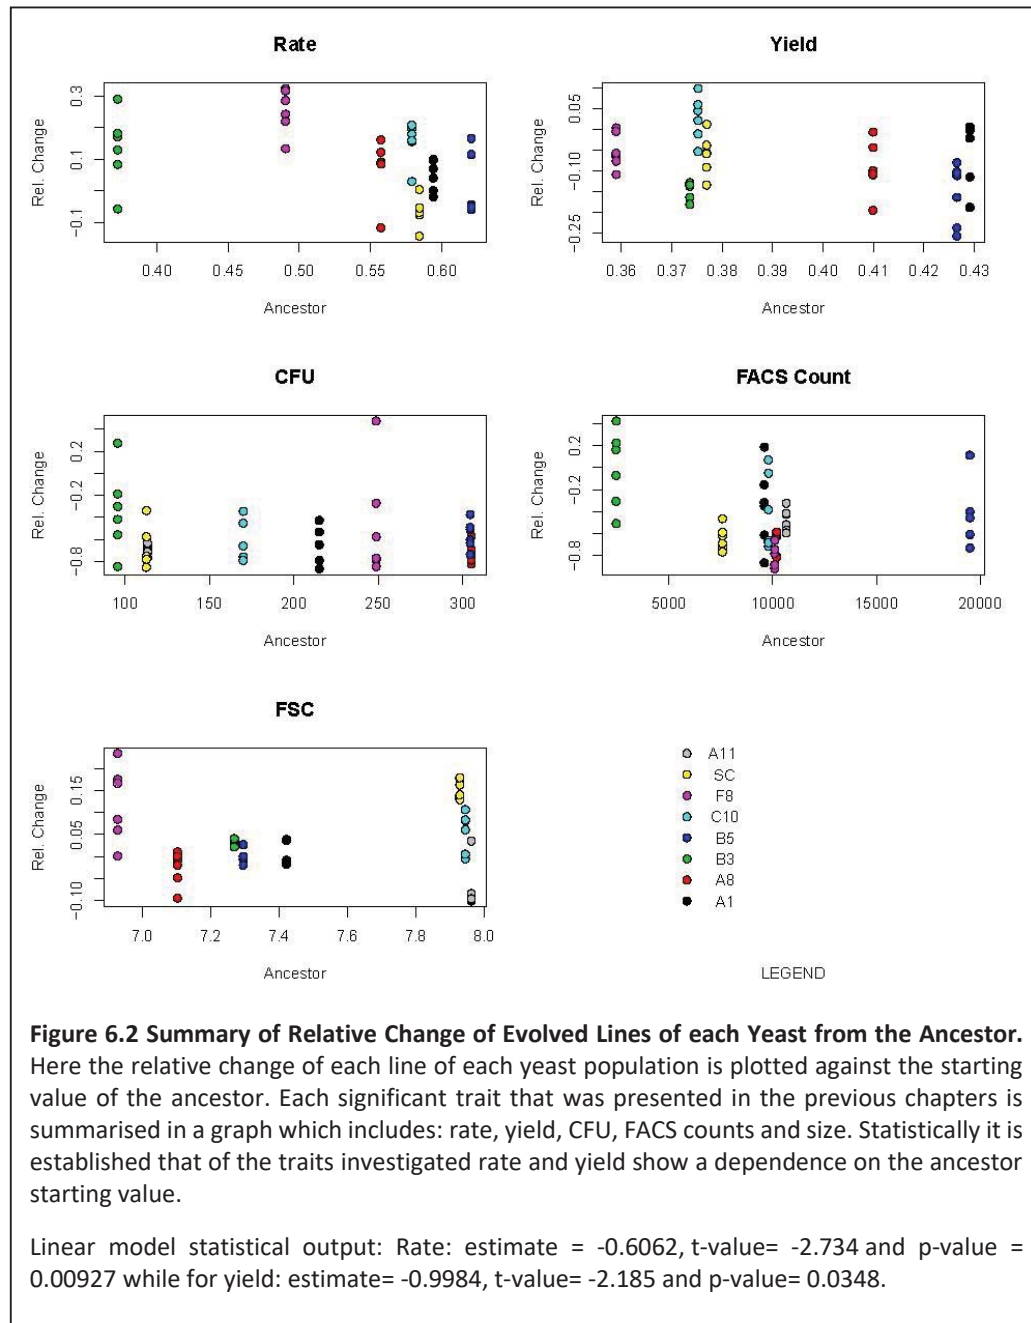 Rate
Rel. Change
0.3
0.1
-0.1
0.40 0.45 0.50 0.55 0.60
Ancestor
Yield
Rel. Change
0.05
-0.10
-0.25
0.36 0.37 0.38 0.39 0.40 0.41 0.42 0.43
Ancestor
CFU
Rel. Change
0.2
-0.2
-0.8
100 150 200 250 300
Ancestor
FACS Count
Rel. Change
0.2
-0.2
-0.8
5000 10000 15000 20000
Ancestor
FSC
Rel. Change
0.15
0.05
-0.10
7.0 7.2 7.4 7.6 7.8 8.0
Ancestor
A11
SC
F8
C10
B5
B3
A8
A1
LEGEND
Figure 6.2 Summary of Relative Change of Evolved Lines of each Yeast from the Ancestor.
Here the relative change of each line of each yeast population is plotted against the starting
value of the ancestor. Each significant trait that was presented in the previous chapters is
summarised in a graph which includes: rate, yield, CFU, FACS counts and size. Statistically it is
established that of the traits investigated rate and yield show a dependence on the ancestor
starting value.
Linear model statistical output: Rate: estimate = -0.6062, t-value= -2.734 and p-value =
0.00927 while for yield: estimate= -0.9984, t-value= -2.185 and p-value= 0.0348.